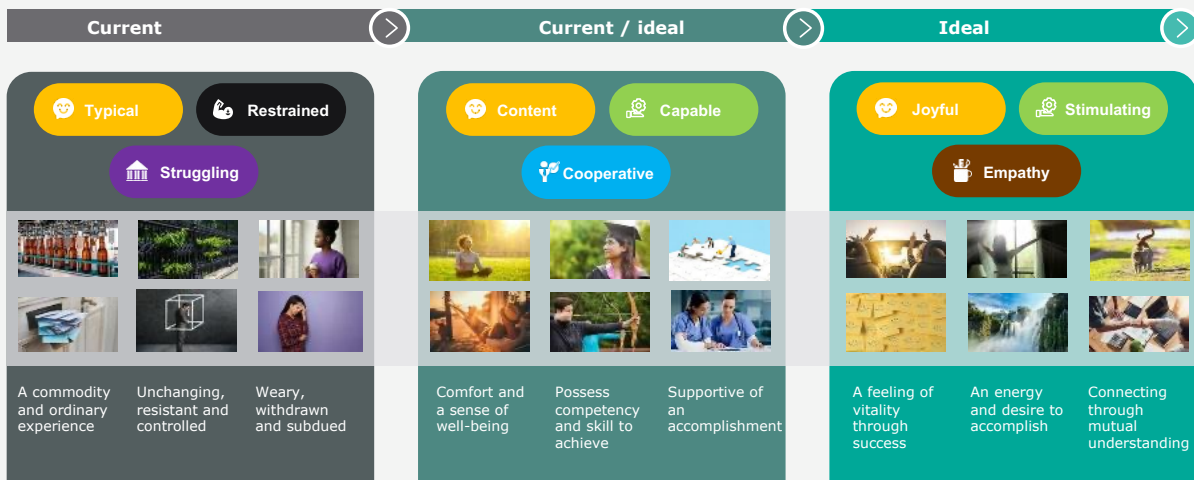 Current
Current / ideal
Ideal
Typical
Restrained
Struggling
Content
Capable
Cooperative
Joyful
Stimulating
Empathy
A commodity
and ordinary
experience
Unchanging,
resistant and
controlled
Weary,
withdrawn
and subdued
Comfort and
a sense of
well-being
Possess
competency
and skill to
achieve
Supportive of
an
accomplishment
A feeling of
vitality
through
success
An energy
and desire to
accomplish
Connecting
through
mutual
understanding